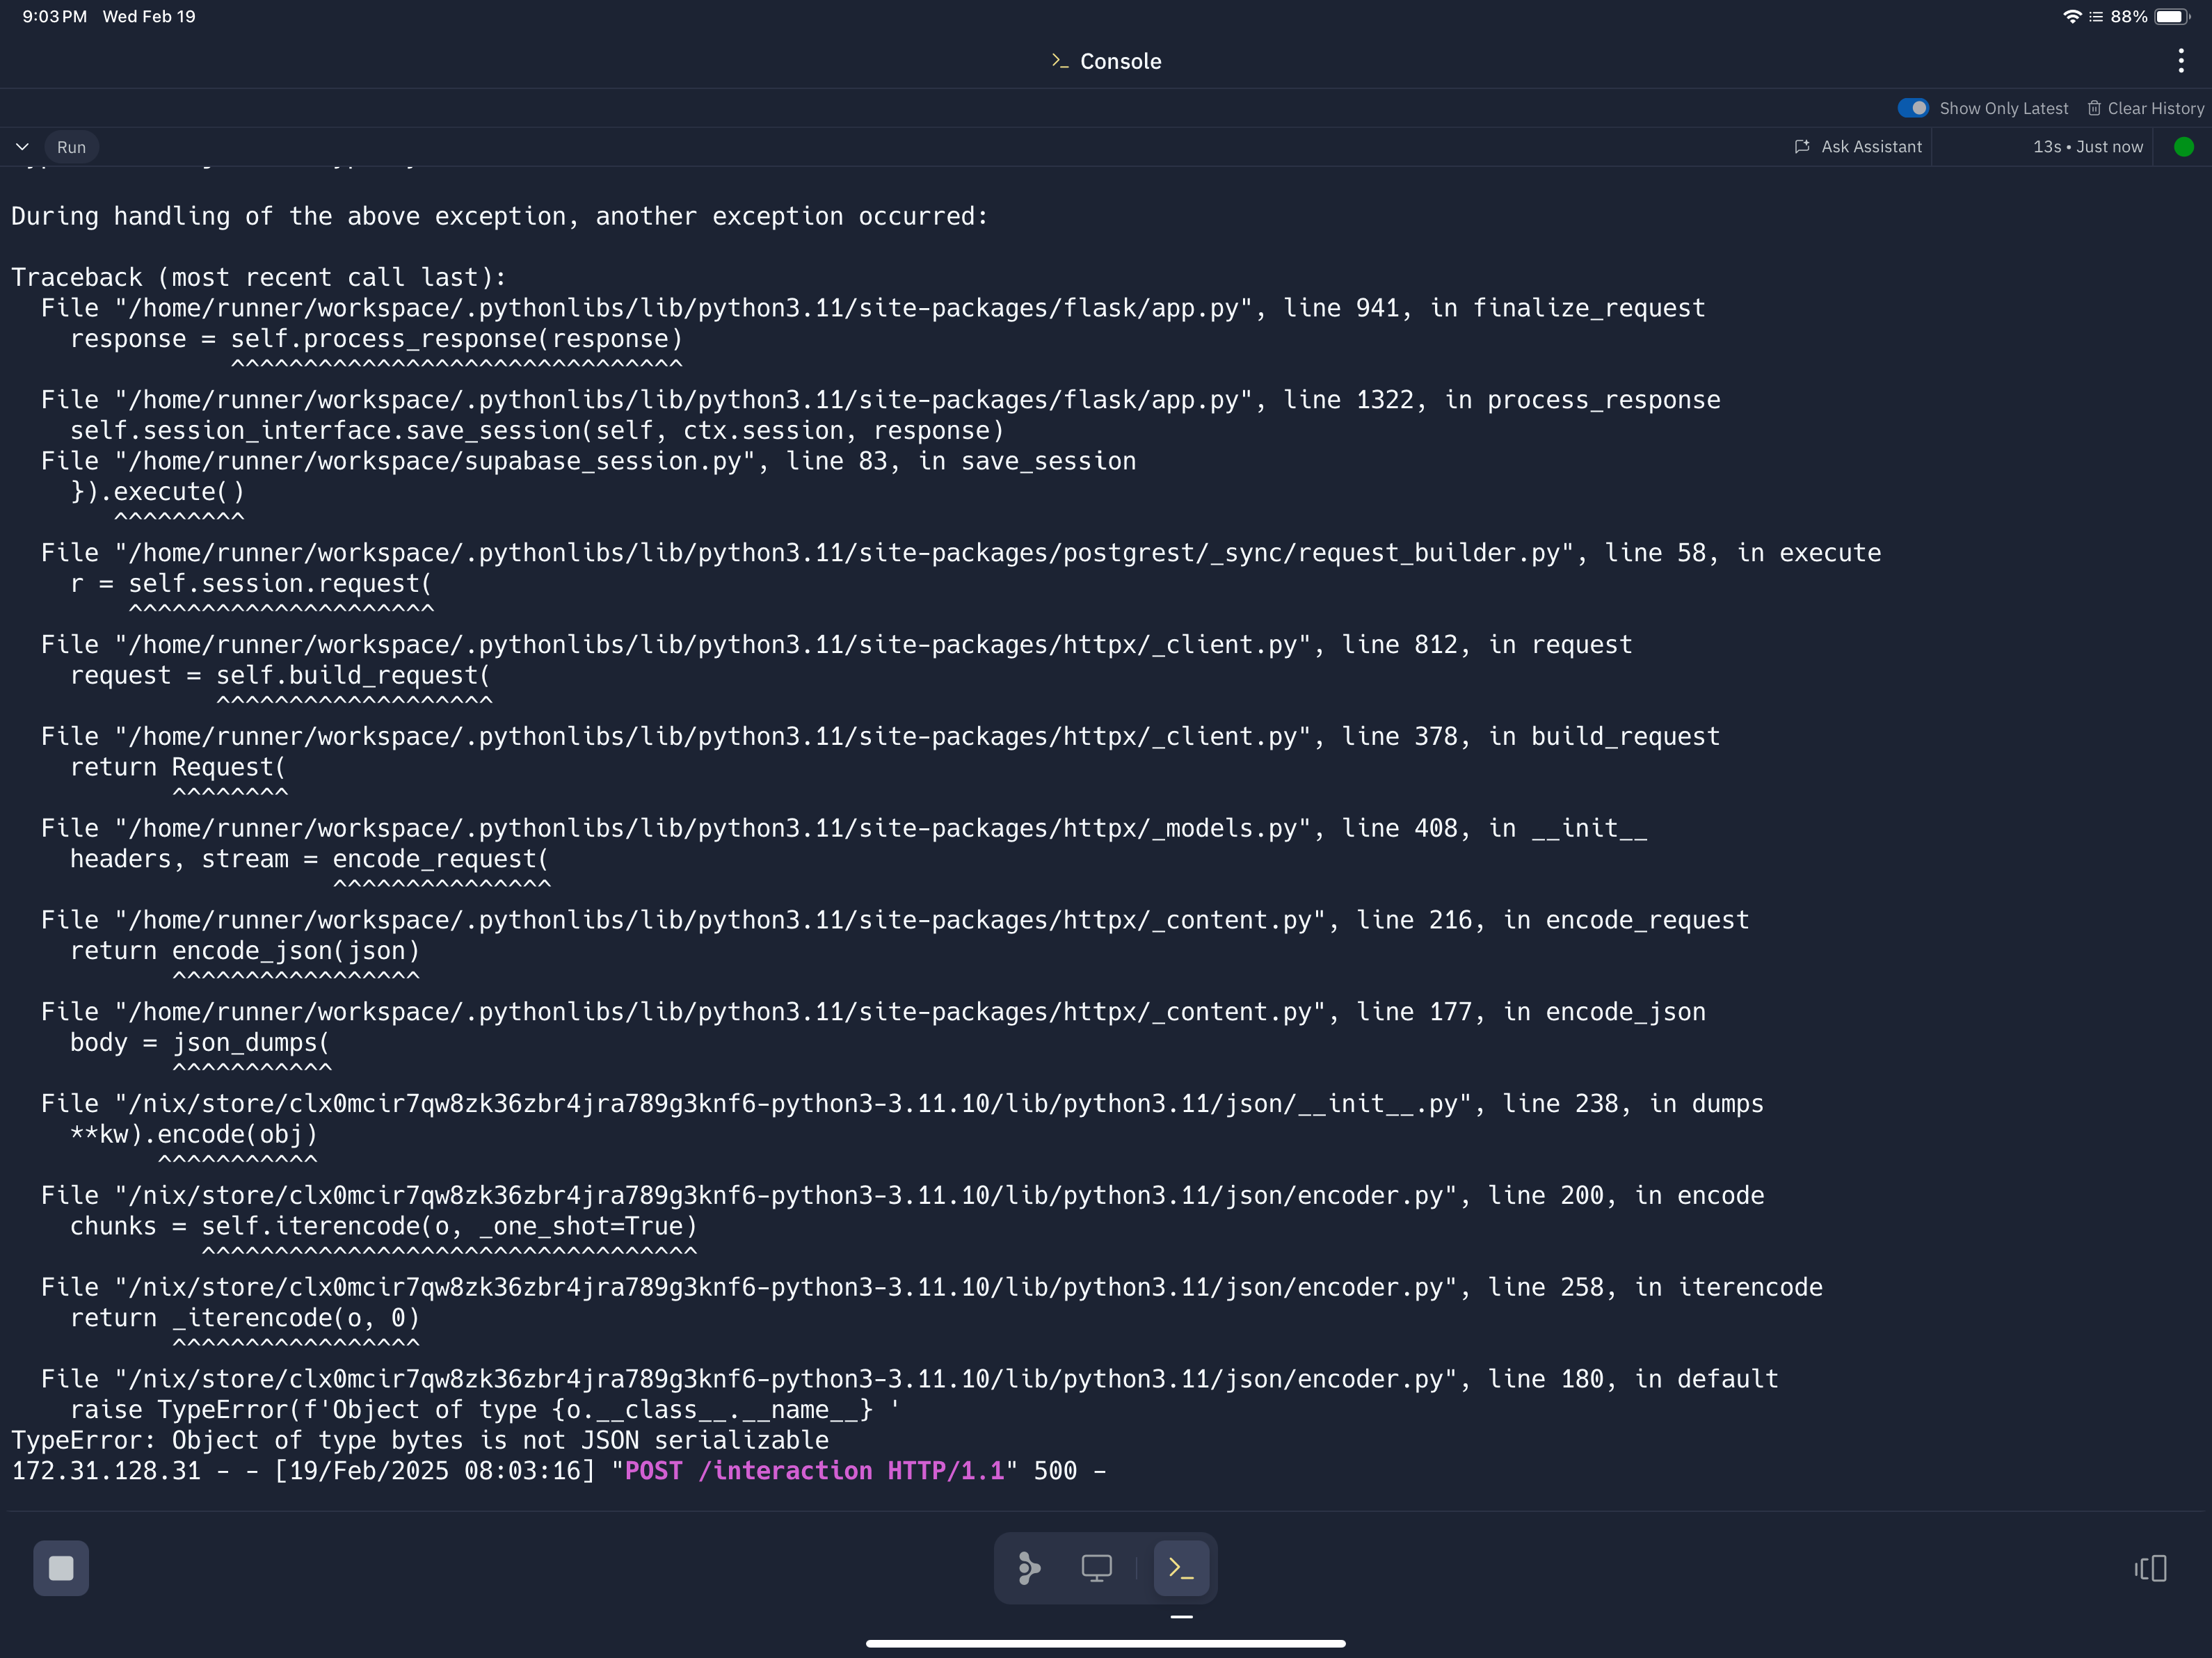 9:03 PM Wed Feb 19
88%
Console
Show Only Latest Clear History
Run
Ask Assistant 13s • Just now
During handling of the above exception, another exception occurred:
Traceback (most recent call last):
  File "/home/runner/workspace/.pythonlibs/lib/python3.11/site-packages/flask/app.py", line 941, in finalize_request
    response = self.process_response(response)
               ^^^^^^^^^^^^^^^^^^^^^^^^^^^^^^^
  File "/home/runner/workspace/.pythonlibs/lib/python3.11/site-packages/flask/app.py", line 1322, in process_response
    self.session_interface.save_session(self, ctx.session, response)
  File "/home/runner/workspace/supabase_session.py", line 83, in save_session
    }).execute()
       ^^^^^^^^^
  File "/home/runner/workspace/.pythonlibs/lib/python3.11/site-packages/postgrest/_sync/request_builder.py", line 58, in execute
    r = self.session.request(
        ^^^^^^^^^^^^^^^^^^^^^
  File "/home/runner/workspace/.pythonlibs/lib/python3.11/site-packages/httpx/_client.py", line 812, in request
    request = self.build_request(
              ^^^^^^^^^^^^^^^^^^^
  File "/home/runner/workspace/.pythonlibs/lib/python3.11/site-packages/httpx/_client.py", line 378, in build_request
    return Request(
           ^^^^^^^^
  File "/home/runner/workspace/.pythonlibs/lib/python3.11/site-packages/httpx/_models.py", line 408, in __init__
    headers, stream = encode_request(
                      ^^^^^^^^^^^^^^^
  File "/home/runner/workspace/.pythonlibs/lib/python3.11/site-packages/httpx/_content.py", line 216, in encode_request
    return encode_json(json)
           ^^^^^^^^^^^^^^^^^
  File "/home/runner/workspace/.pythonlibs/lib/python3.11/site-packages/httpx/_content.py", line 177, in encode_json
    body = json_dumps(
           ^^^^^^^^^^^
  File "/nix/store/clx0mcir7qw8zk36zbr4jra789g3knf6-python3-3.11.10/lib/python3.11/json/__init__.py", line 238, in dumps
    **kw).encode(obj)
          ^^^^^^^^^^^
  File "/nix/store/clx0mcir7qw8zk36zbr4jra789g3knf6-python3-3.11.10/lib/python3.11/json/encoder.py", line 200, in encode
    chunks = self.iterencode(o, _one_shot=True)
             ^^^^^^^^^^^^^^^^^^^^^^^^^^^^^^^^^^
  File "/nix/store/clx0mcir7qw8zk36zbr4jra789g3knf6-python3-3.11.10/lib/python3.11/json/encoder.py", line 258, in iterencode
    return _iterencode(o, 0)
           ^^^^^^^^^^^^^^^^^
  File "/nix/store/clx0mcir7qw8zk36zbr4jra789g3knf6-python3-3.11.10/lib/python3.11/json/encoder.py", line 180, in default
    raise TypeError(f'Object of type {o.__class__.__name__} '
TypeError: Object of type bytes is not JSON serializable
172.31.128.31 - - [19/Feb/2025 08:03:16] "POST /interaction HTTP/1.1" 500 -